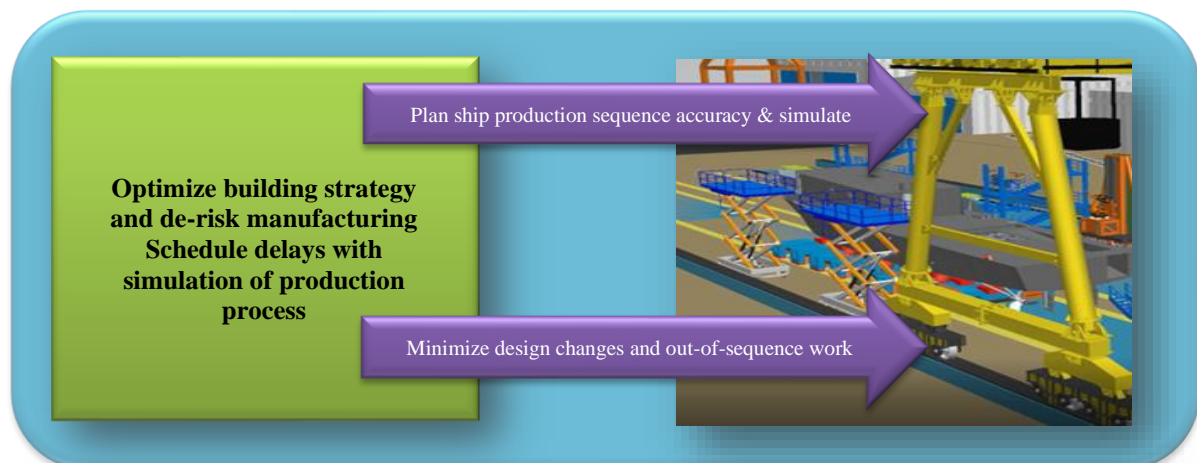 Plan ship production sequence accuracy & simulate
Optimize building strategy
and de-risk manufacturing
Schedule delays with
simulation of production
process
Minimize design changes and out-of-sequence work